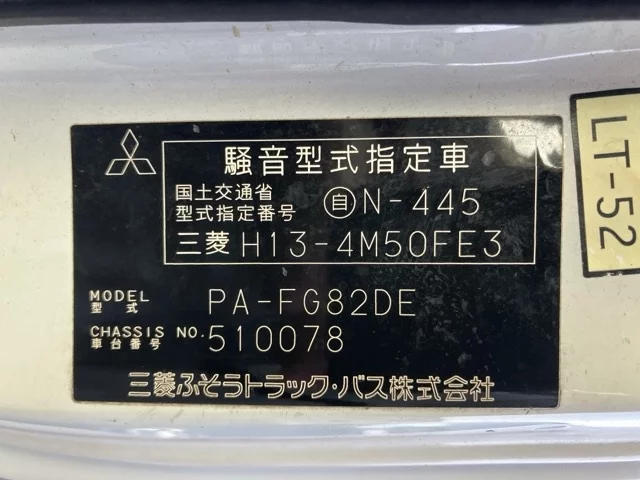 騒音型式指定車
国土交通省
型式指定番号 自N-445
三菱 H13-4M50FE3
MODEL
型式 PA-FG82DE
CHASSIS NO.
車台番号 510078
三菱ふそうトラック・バス株式会社
LT-52